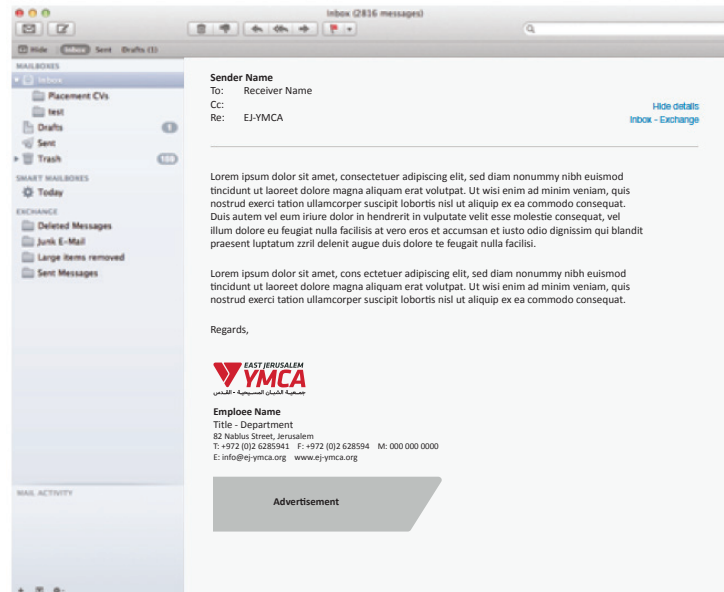 Inbox (2816 messages)
Hide Inbox Sent Drafts (1)
MAILBOXES
Inbox
Placement CVs
test
Drafts 1
Sent
Trash 108
SMART MAILBOXES
Today
EXCHANGE
Deleted Messages
Junk E-Mail
Large items removed
Sent Messages
MAIL ACTIVITY
Sender Name
To: Receiver Name
Cc:
Hide details
Re: EJ-YMCA
Inbox - Exchange
Lorem ipsum dolor sit amet, consectetuer adipiscing elit, sed diam nonummy nibh euismod
tincidunt ut laoreet dolore magna aliquam erat volutpat. Ut wisi enim ad minim veniam, quis
nostrud exerci tation ullamcorper suscipit lobortis nisl ut aliquip ex ea commodo consequat.
Duis autem vel eum iriure dolor in hendrerit in vulputate velit esse molestie consequat, vel
illum dolore eu feugiat nulla facilisis at vero eros et accumsan et iusto odio dignissim qui blandit
praesent luptatum zzril delenit augue duis dolore te feugait nulla facilisi.
Lorem ipsum dolor sit amet, cons ectetuer adipiscing elit, sed diam nonummy nibh euismod
tincidunt ut laoreet dolore magna aliquam erat volutpat. Ut wisi enim ad minim veniam, quis
nostrud exerci tation ullamcorper suscipit lobortis nisl ut aliquip ex ea commodo consequat.
Regards,
EAST JERUSALEM
YMCA
جمعية الشبان المسيحية - القدس
Emploee Name
Title - Department
82 Nablus Street, Jerusalem
T: +972 (0)2 6285941 F: +972 (0)2 628594 M: 000 000 0000
E: info@ej-ymca.org www.ej-ymca.org
Advertisement